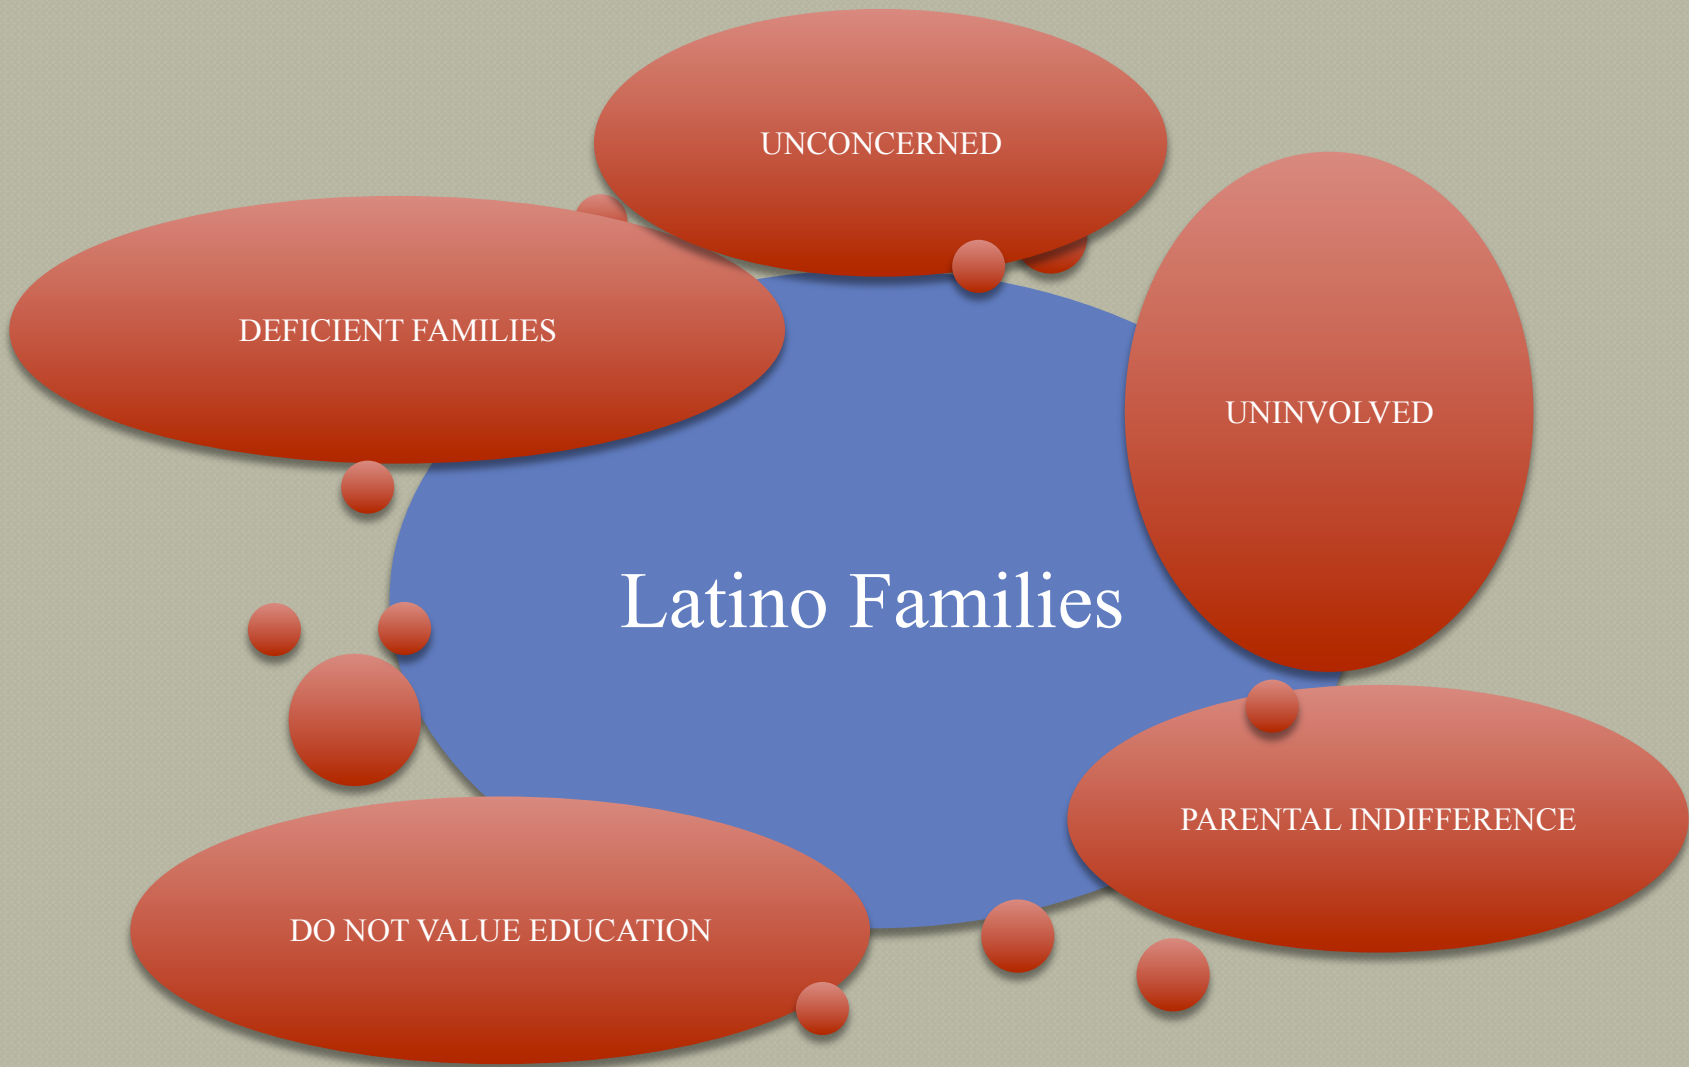 UNCONCERNED
DEFICIENT FAMILIES
UNINVOLVED
Latino Families
PARENTAL INDIFFERENCE
DO NOT VALUE EDUCATION